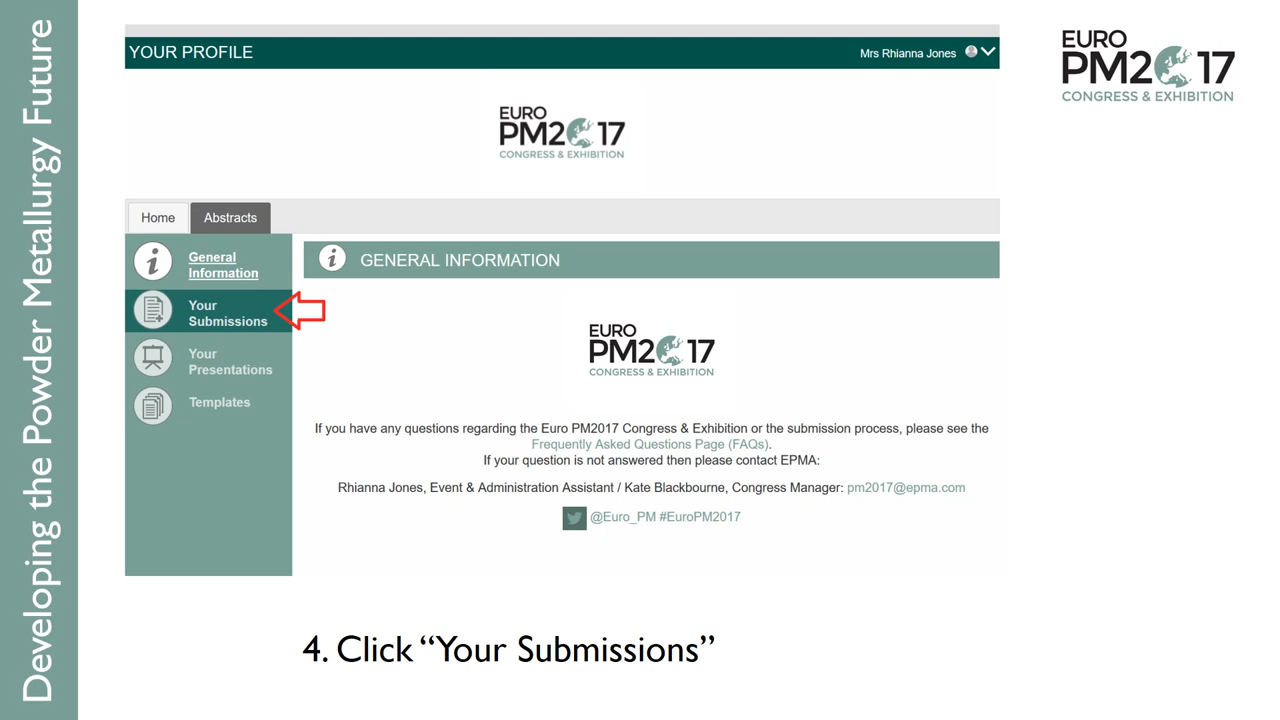 Developing the Powder Metallurgy Future
YOUR PROFILE
Mrs Rhianna Jones
EURO
PM2017
CONGRESS & EXHIBITION
EURO
PM2017
CONGRESS & EXHIBITION
Home
Abstracts
General
Information
Your
Submissions
Your
Presentations
Templates
GENERAL INFORMATION
EURO
PM2017
CONGRESS & EXHIBITION
If you have any questions regarding the Euro PM2017 Congress & Exhibition or the submission process, please see the
Frequently Asked Questions Page (FAQs).
If your question is not answered then please contact EPMA:
Rhianna Jones, Event & Administration Assistant / Kate Blackbourne, Congress Manager: pm2017@epma.com
@Euro_PM #EuroPM2017
4. Click “Your Submissions”